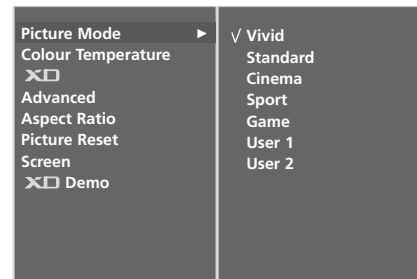 Picture Mode ►
Colour Temperature
XD
Advanced
Aspect Ratio
Picture Reset
Screen
XD Demo
√ Vivid
Standard
Cinema
Sport
Game
User 1
User 2